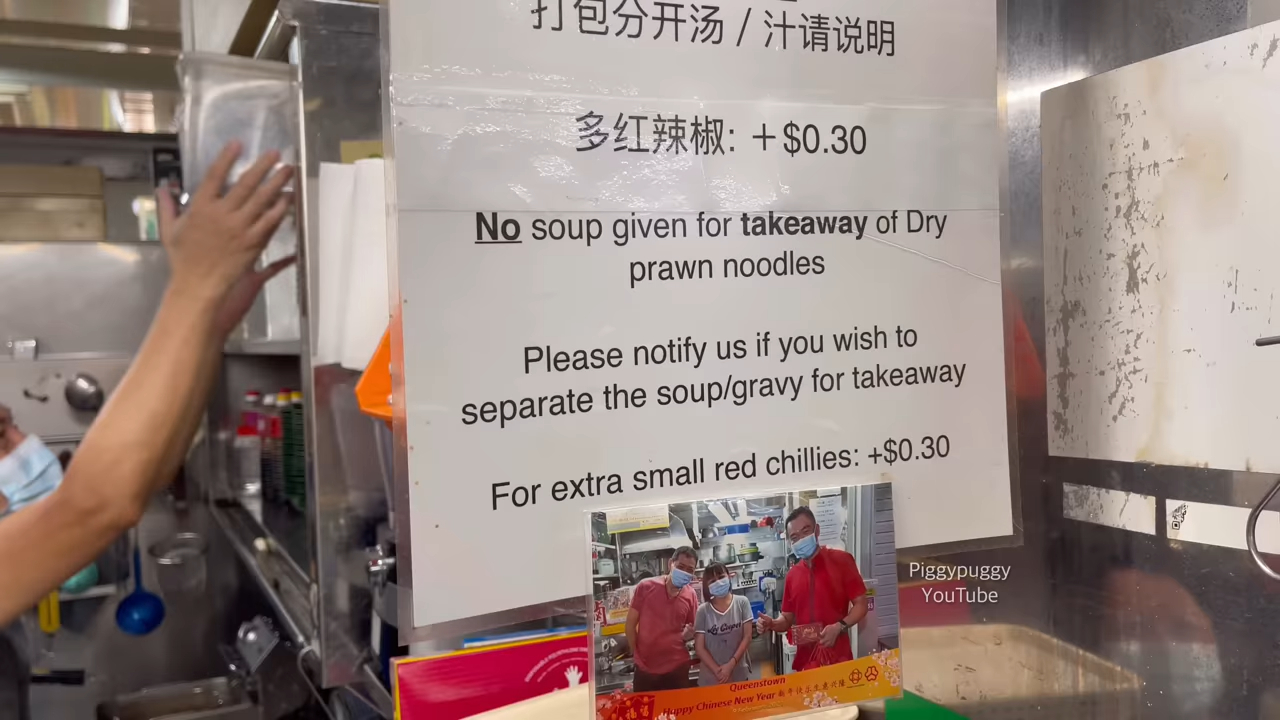 打包分开汤 / 汁请说明
多红辣椒: +$0.30
No soup given for takeaway of Dry
prawn noodles
Please notify us if you wish to
separate the soup/gravy for takeaway
For extra small red chillies: +$0.30
Piggypuggy
YouTube
Queenstown
Happy Chinese New Year